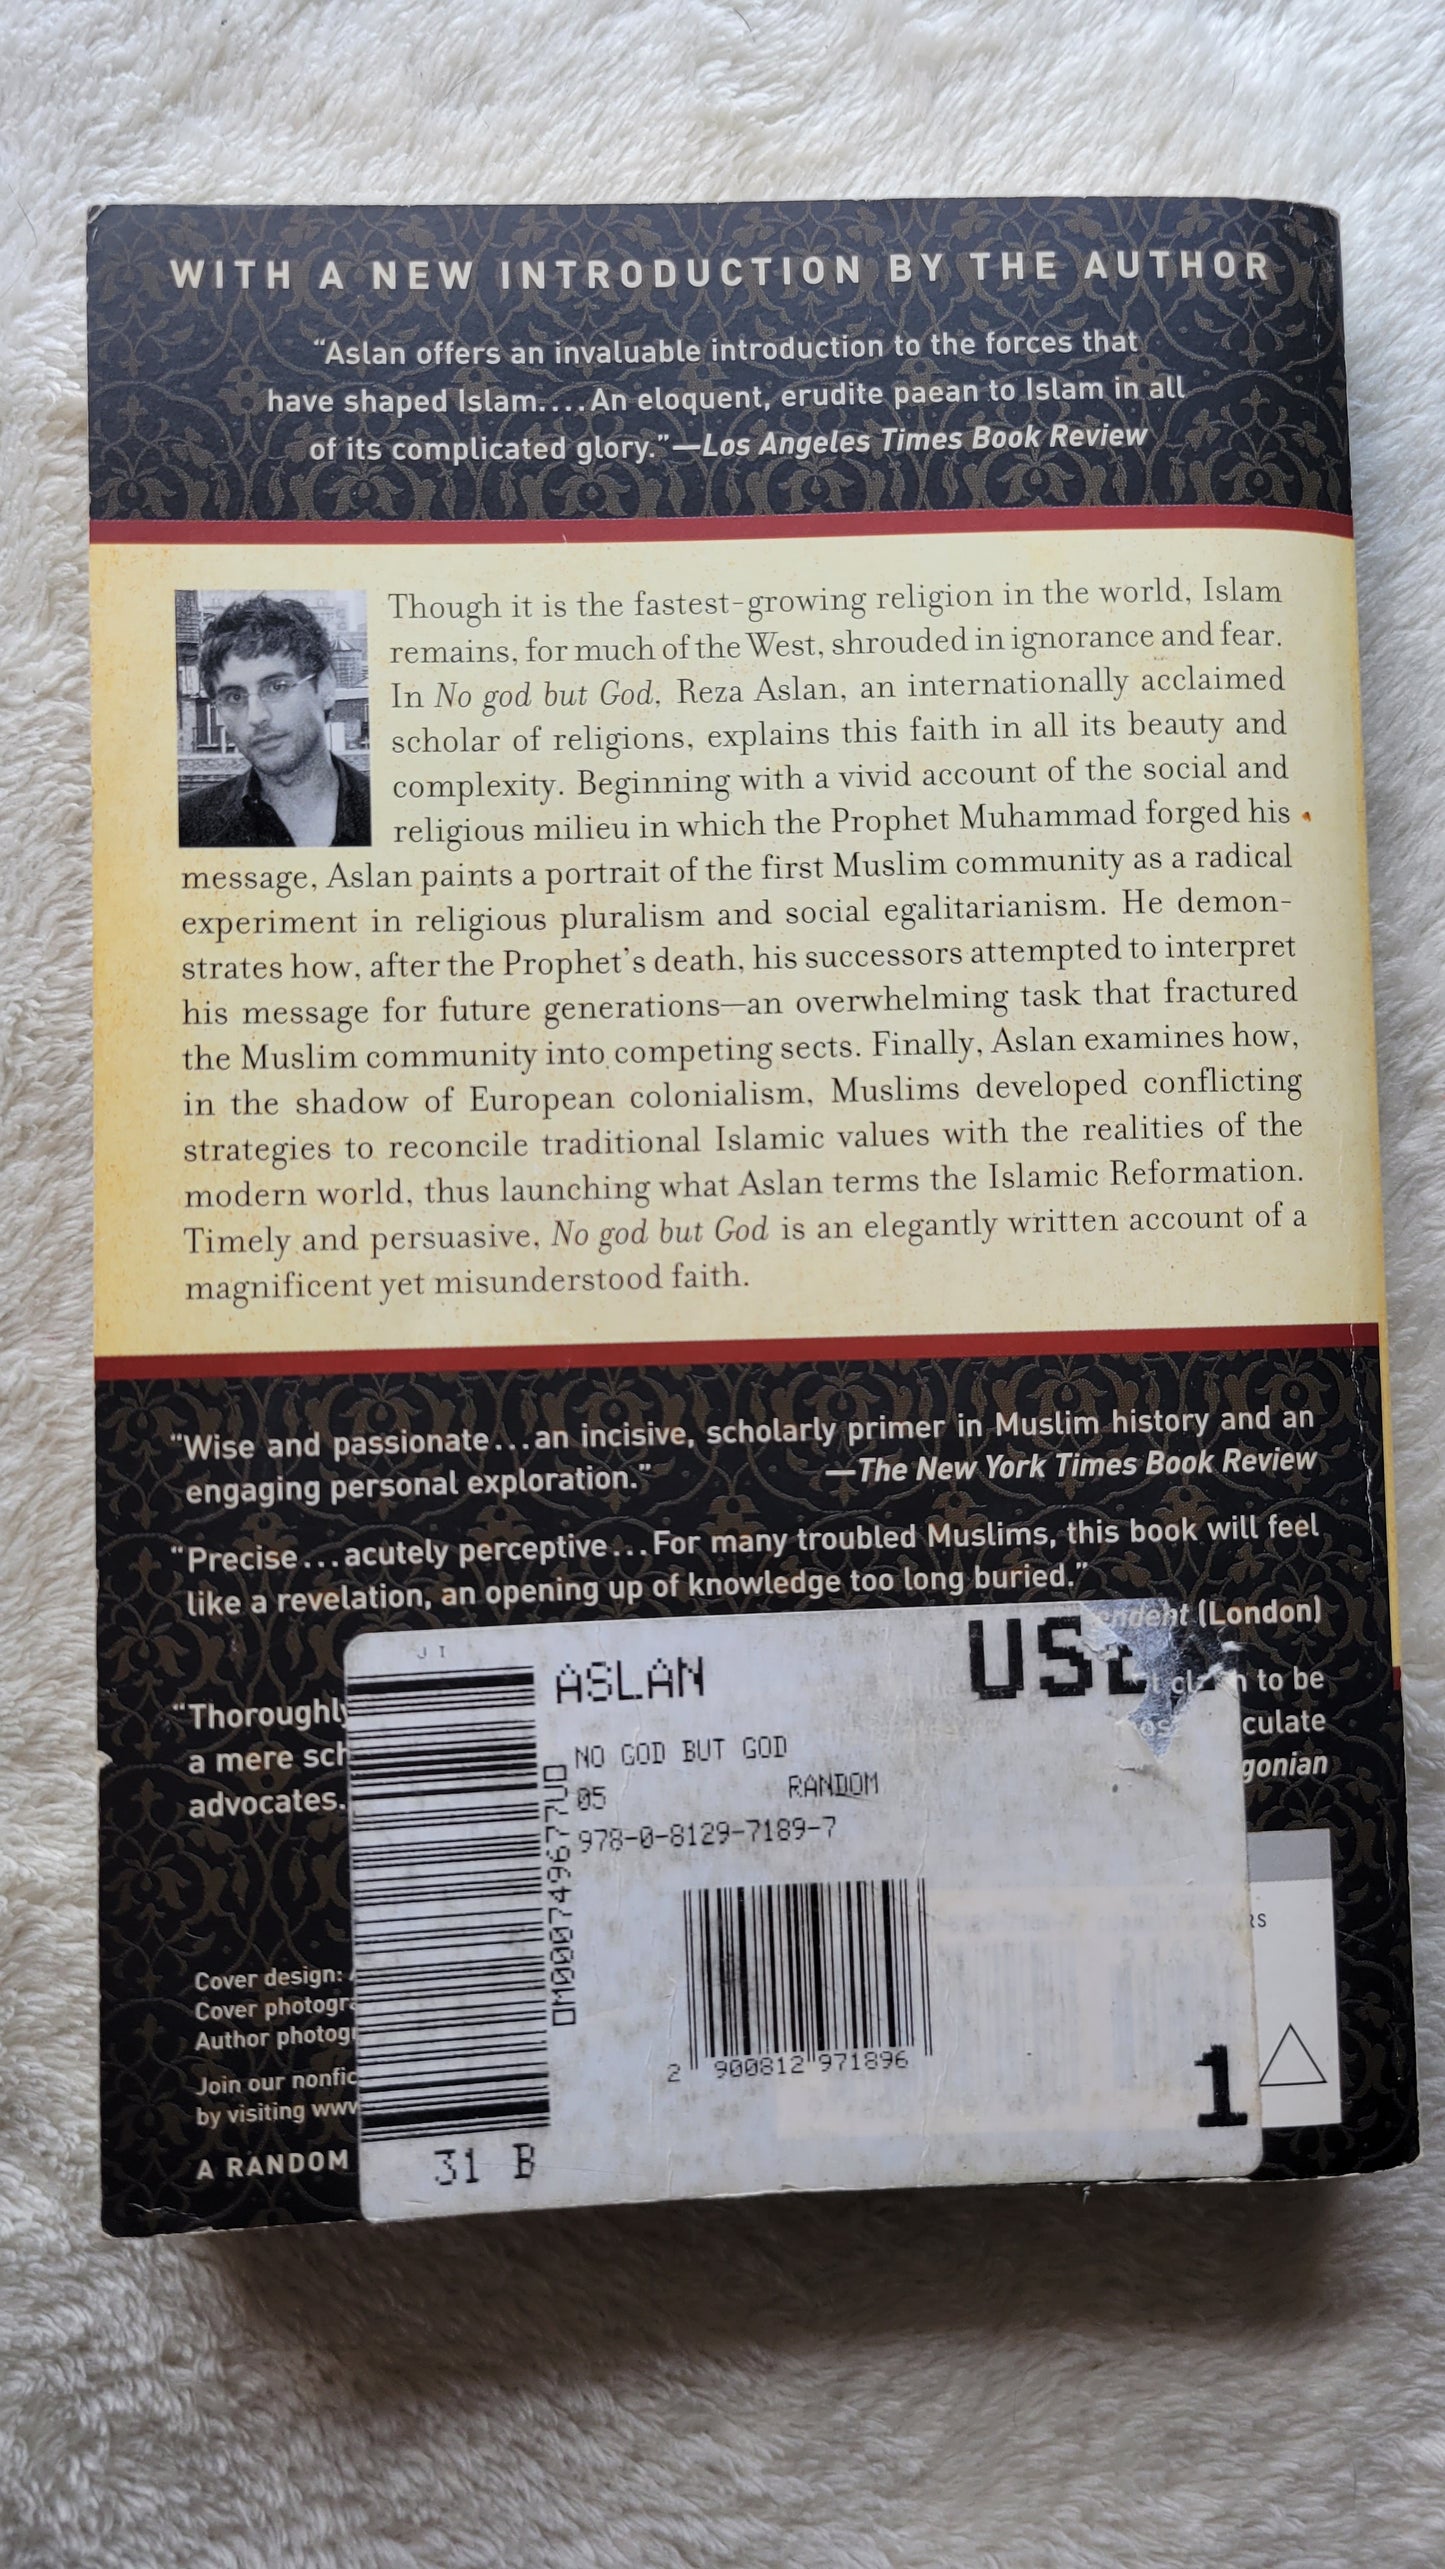 WITH A NEW INTRODUCTION BY THE AUTHOR
“Aslan offers an invaluable introduction to the forces that
have shaped Islam....An eloquent, erudite paean to Islam in all
of its complicated glory.”—Los Angeles Times Book Review
Though it is the fastest-growing religion in the world, Islam
remains, for much of the West, shrouded in ignorance and fear.
In No god but God, Reza Aslan, an internationally acclaimed
scholar of religions, explains this faith in all its beauty and
complexity. Beginning with a vivid account of the social and
religious milieu in which the Prophet Muhammad forged his
message, Aslan paints a portrait of the first Muslim community as a radical
experiment in religious pluralism and social egalitarianism. He demon-
strates how, after the Prophet’s death, his successors attempted to interpret
his message for future generations—an overwhelming task that fractured
the Muslim community into competing sects. Finally, Aslan examines how,
in the shadow of European colonialism, Muslims developed conflicting
strategies to reconcile traditional Islamic values with the realities of the
modern world, thus launching what Aslan terms the Islamic Reformation.
Timely and persuasive, No god but God is an elegantly written account of a
magnificent yet misunderstood faith.
“Wise and passionate...an incisive, scholarly primer in Muslim history and an
engaging personal exploration.” —The New York Times Book Review
“Precise...acutely perceptive...For many troubled Muslims, this book will feel
like a revelation, an opening up of knowledge too long buried.”
(London)
“Thoroughly
to be
a mere
advocates.
Cover design:
Cover
Author
Join our
by visiting
A RANDOM
J I
ASLAN
NO GOD BUT GOD
05 RANDOM
978-0-8129-7189-7
2 900812 971896
31 B
1